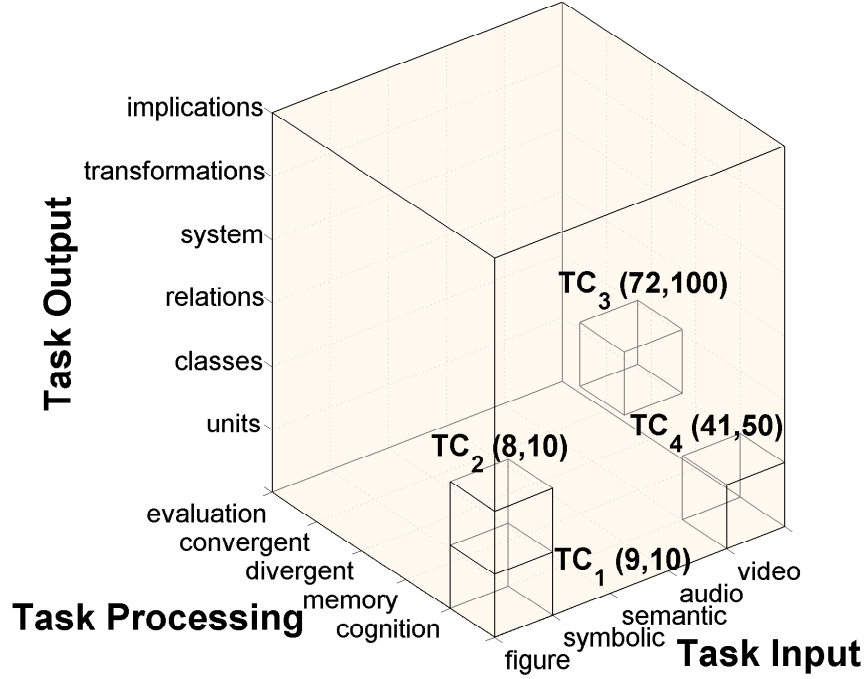 implications
transformations
system
relations
classes
units
Task Output
TC3 (72,100)
TC4 (41,50)
TC2 (8,10)
TC1 (9,10)
evaluation
convergent
divergent
memory
cognition
Task Processing
figure
symbolic
semantic
audio
video
Task Input